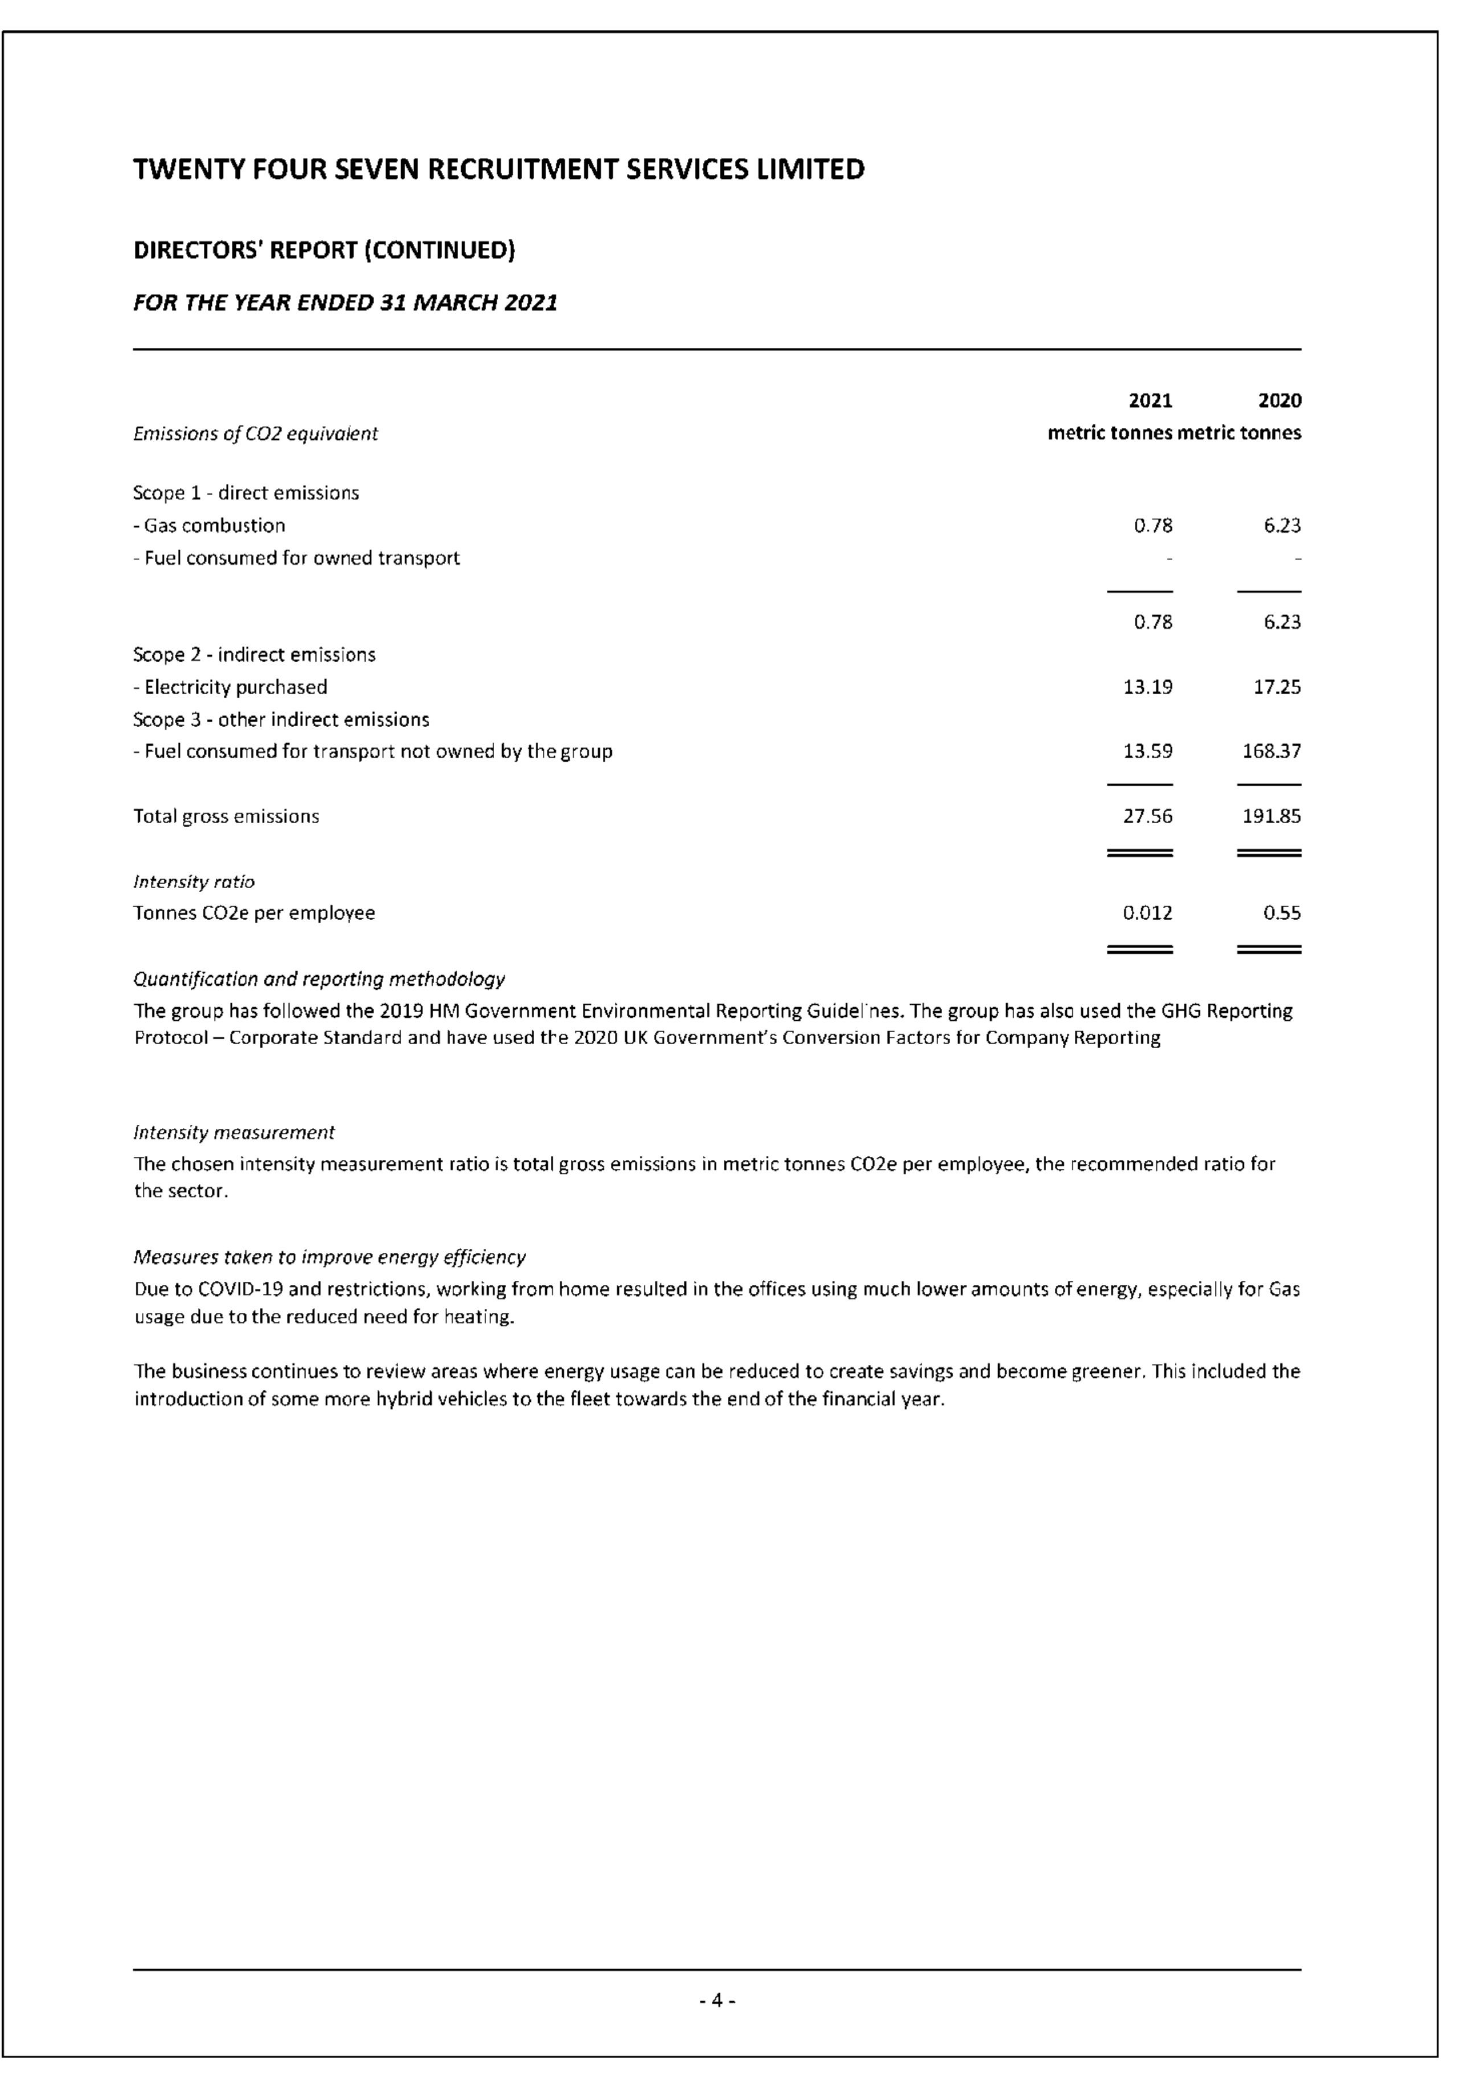 TWENTY FOUR SEVEN RECRUITMENT SERVICES LIMITED
DIRECTORS' REPORT (CONTINUED)
FOR THE YEAR ENDED 31 MARCH 2021
2021 2020
Emissions of CO2 equivalent metric tonnes metric tonnes
Scope 1 - direct emissions
- Gas combustion 0.78 6.23
- Fuel consumed for owned transport - -
0.78 6.23
Scope 2 - indirect emissions
- Electricity purchased 13.19 17.25
Scope 3 - other indirect emissions
- Fuel consumed for transport not owned by the group 13.59 168.37
Total gross emissions 27.56 191.85
Intensity ratio
Tonnes CO2e per employee 0.012 0.55
Quantification and reporting methodology
The group has followed the 2019 HM Government Environmental Reporting Guidelines. The group has also used the GHG Reporting
Protocol – Corporate Standard and have used the 2020 UK Government's Conversion Factors for Company Reporting
Intensity measurement
The chosen intensity measurement ratio is total gross emissions in metric tonnes CO2e per employee, the recommended ratio for
the sector.
Measures taken to improve energy efficiency
Due to COVID-19 and restrictions, working from home resulted in the offices using much lower amounts of energy, especially for Gas
usage due to the reduced need for heating.
The business continues to review areas where energy usage can be reduced to create savings and become greener. This included the
introduction of some more hybrid vehicles to the fleet towards the end of the financial year.
- 4 -